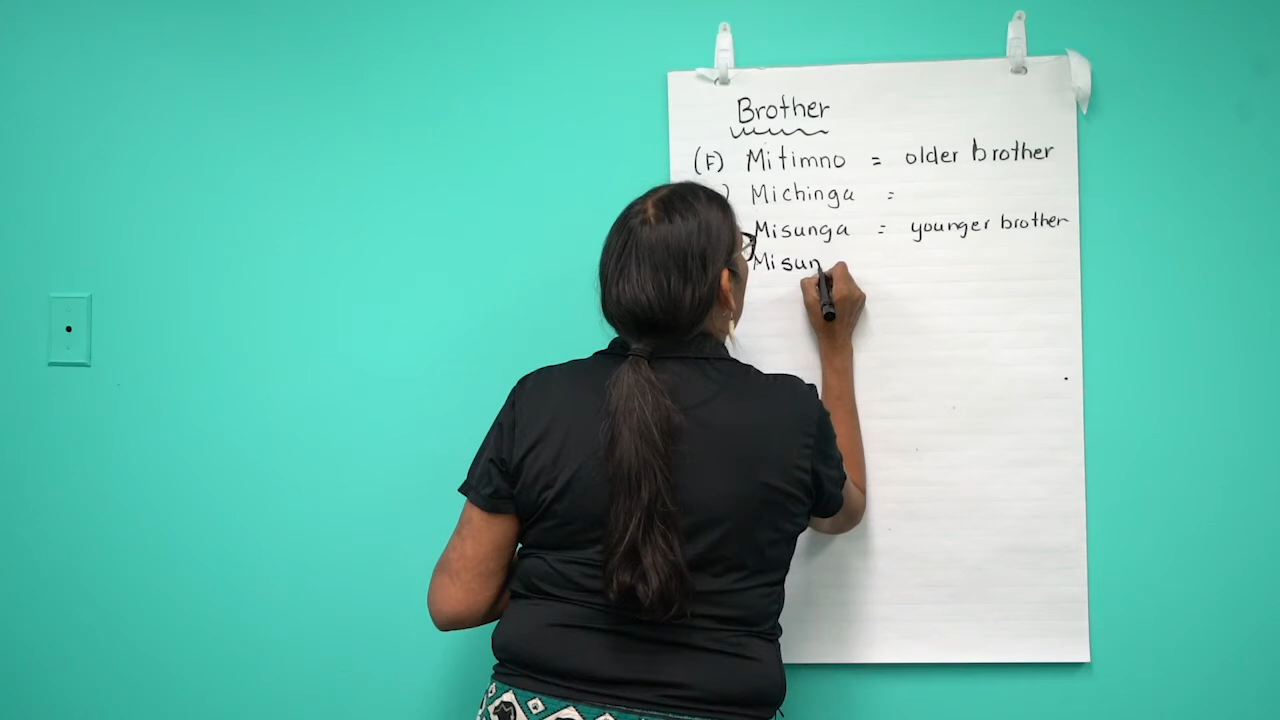 Brother
(F) Mitimno = older brother
) Michinga =
Misunga = younger brother
Misun